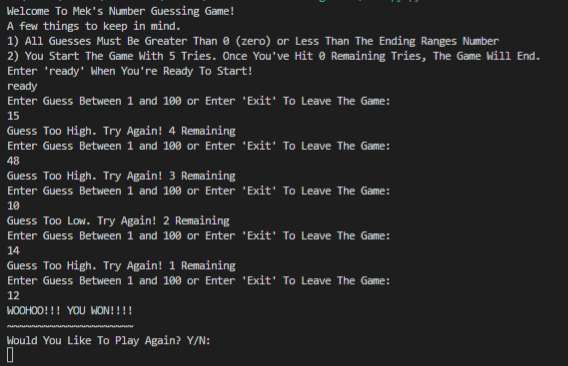 Welcome To Mek's Number Guessing Game!
A few things to keep in mind.
1) All Guesses Must Be Greater Than 0 (zero) or Less Than The Ending Ranges Number
2) You Start The Game With 5 Tries. Once You've Hit 0 Remaining Tries, The Game Will End.
Enter 'ready' When You're Ready To Start!
ready
Enter Guess Between 1 and 100 or Enter 'Exit' To Leave The Game:
15
Guess Too High. Try Again! 4 Remaining
Enter Guess Between 1 and 100 or Enter 'Exit' To Leave The Game:
48
Guess Too High. Try Again! 3 Remaining
Enter Guess Between 1 and 100 or Enter 'Exit' To Leave The Game:
10
Guess Too Low. Try Again! 2 Remaining
Enter Guess Between 1 and 100 or Enter 'Exit' To Leave The Game:
14
Guess Too High. Try Again! 1 Remaining
Enter Guess Between 1 and 100 or Enter 'Exit' To Leave The Game:
12
WOOHOO!!! YOU WON!!!!
~~~~~~~~~~~~~~~~~~~~~~
Would You Like To Play Again? Y/N: